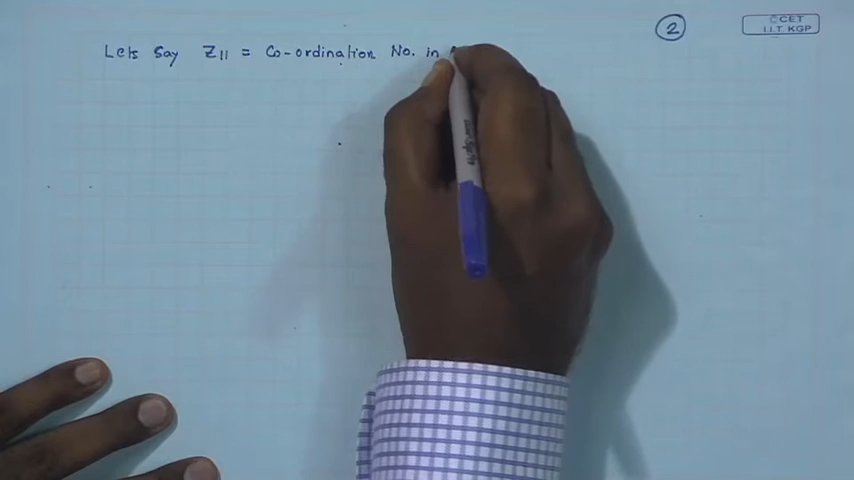 Lets Say Z11 = Co-ordination No. in
2
©CET
I.I.T. KGP